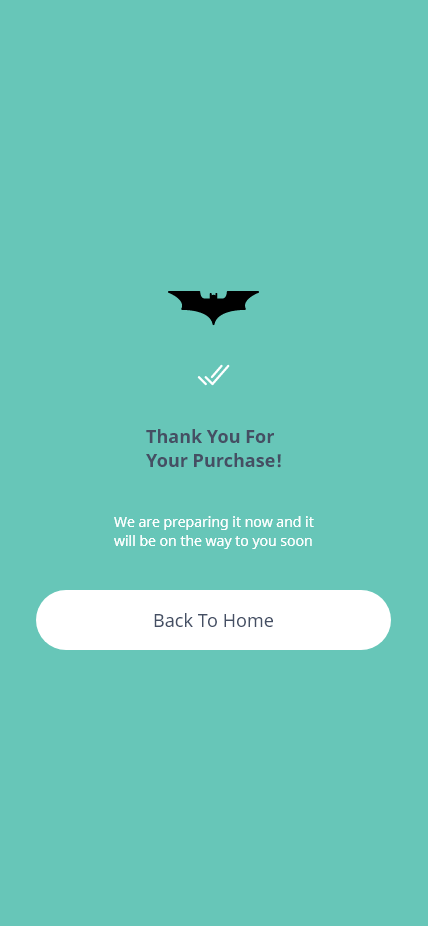 Thank You For
Your Purchase!
We are preparing it now and it
will be on the way to you soon
Back To Home